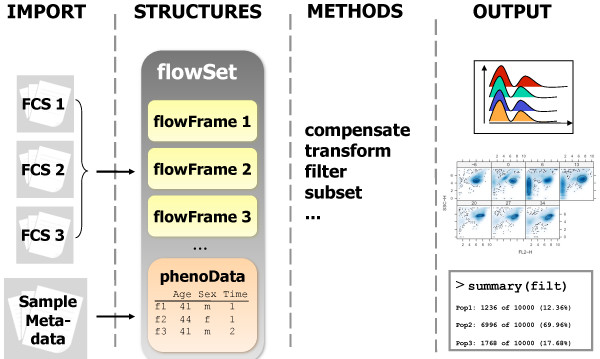 IMPORT
STRUCTURES
METHODS
OUTPUT
FCS 1
FCS 2
FCS 3
Sample
Meta-
data
flowSet
flowFrame 1
flowFrame 2
flowFrame 3
...
phenoData
Age Sex Time
f1 41 m 1
f2 44 f 1
f3 41 m 2
compensate
transform
filter
subset
...
FL2-H
> summary(filt)
Pop1: 1236 of 10000 (12.36%)
Pop2: 6996 of 10000 (69.96%)
Pop3: 1768 of 10000 (17.68%)